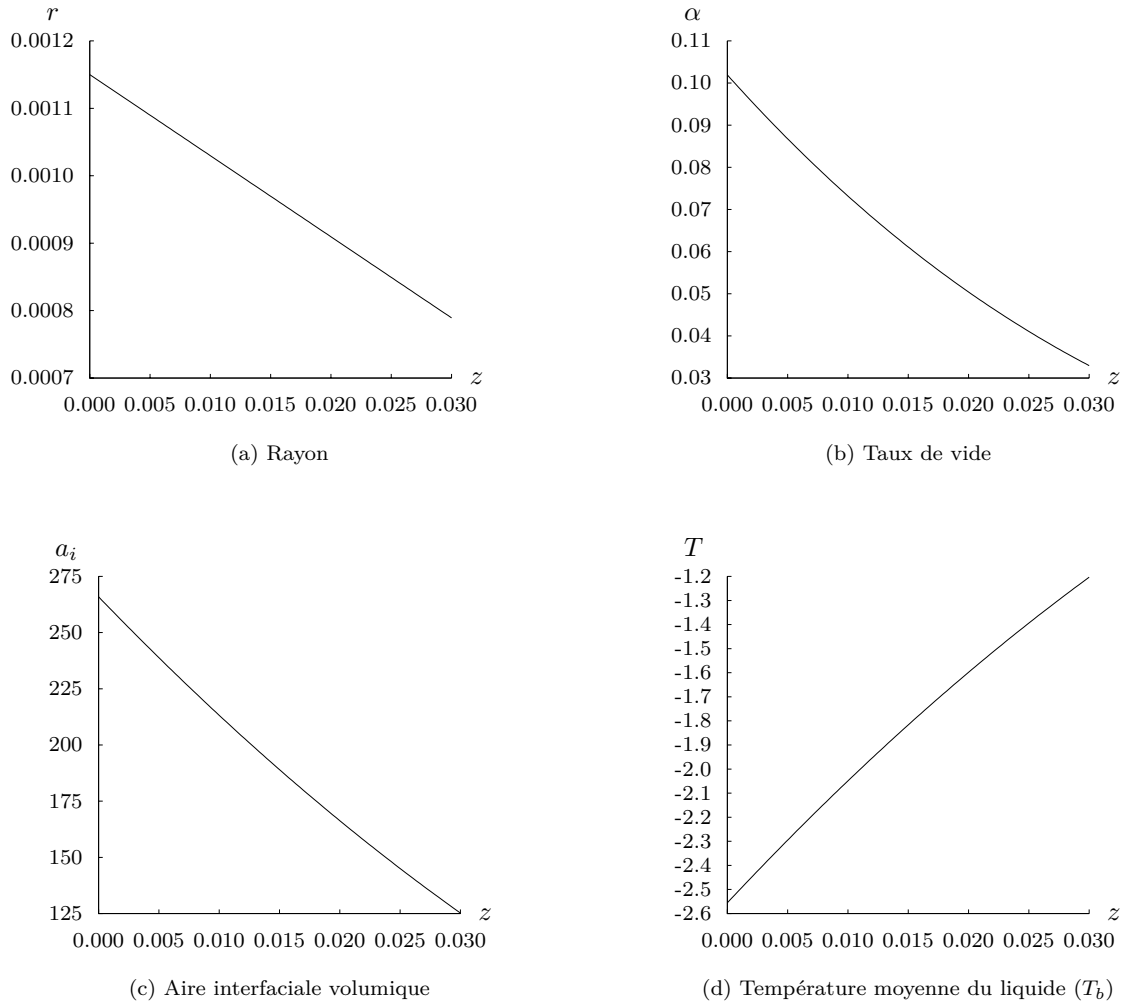 r
0.0012
0.0011
0.0010
0.0009
0.0008
0.0007
z
0.000 0.005 0.010 0.015 0.020 0.025 0.030
(a) Rayon
α
0.11
0.10
0.09
0.08
0.07
0.06
0.05
0.04
0.03
z
0.000 0.005 0.010 0.015 0.020 0.025 0.030
(b) Taux de vide
a_i
275
250
225
200
175
150
125
z
0.000 0.005 0.010 0.015 0.020 0.025 0.030
(c) Aire interfaciale volumique
T
-1.2
-1.3
-1.4
-1.5
-1.6
-1.7
-1.8
-1.9
-2.0
-2.1
-2.2
-2.3
-2.4
-2.5
-2.6
z
0.000 0.005 0.010 0.015 0.020 0.025 0.030
(d) Température moyenne du liquide (T_b)